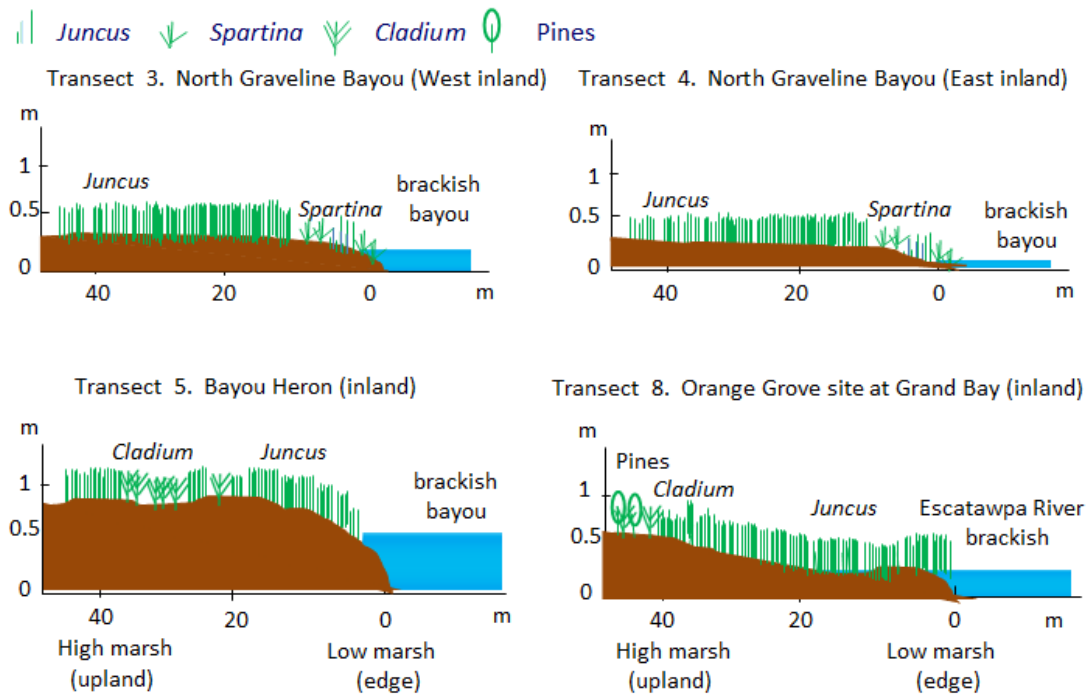 Juncus Spartina Cladium Pines
Transect 3. North Graveline Bayou (West inland)
m
1
0.5
0
Juncus
Spartina
brackish
bayou
40 20 0 m
Transect 4. North Graveline Bayou (East inland)
m
1
0.5
0
Juncus
Spartina
brackish
bayou
40 20 0 m
Transect 5. Bayou Heron (inland)
m
1
0.5
0
Cladium
Juncus
brackish
bayou
40 20 0
High marsh
(upland)
Low marsh
(edge)
Transect 8. Orange Grove site at Grand Bay (inland)
m
1
0.5
0
Pines
Cladium
Juncus
Escatawpa River
brackish
40 20 0 m
High marsh
(upland)
Low marsh
(edge)